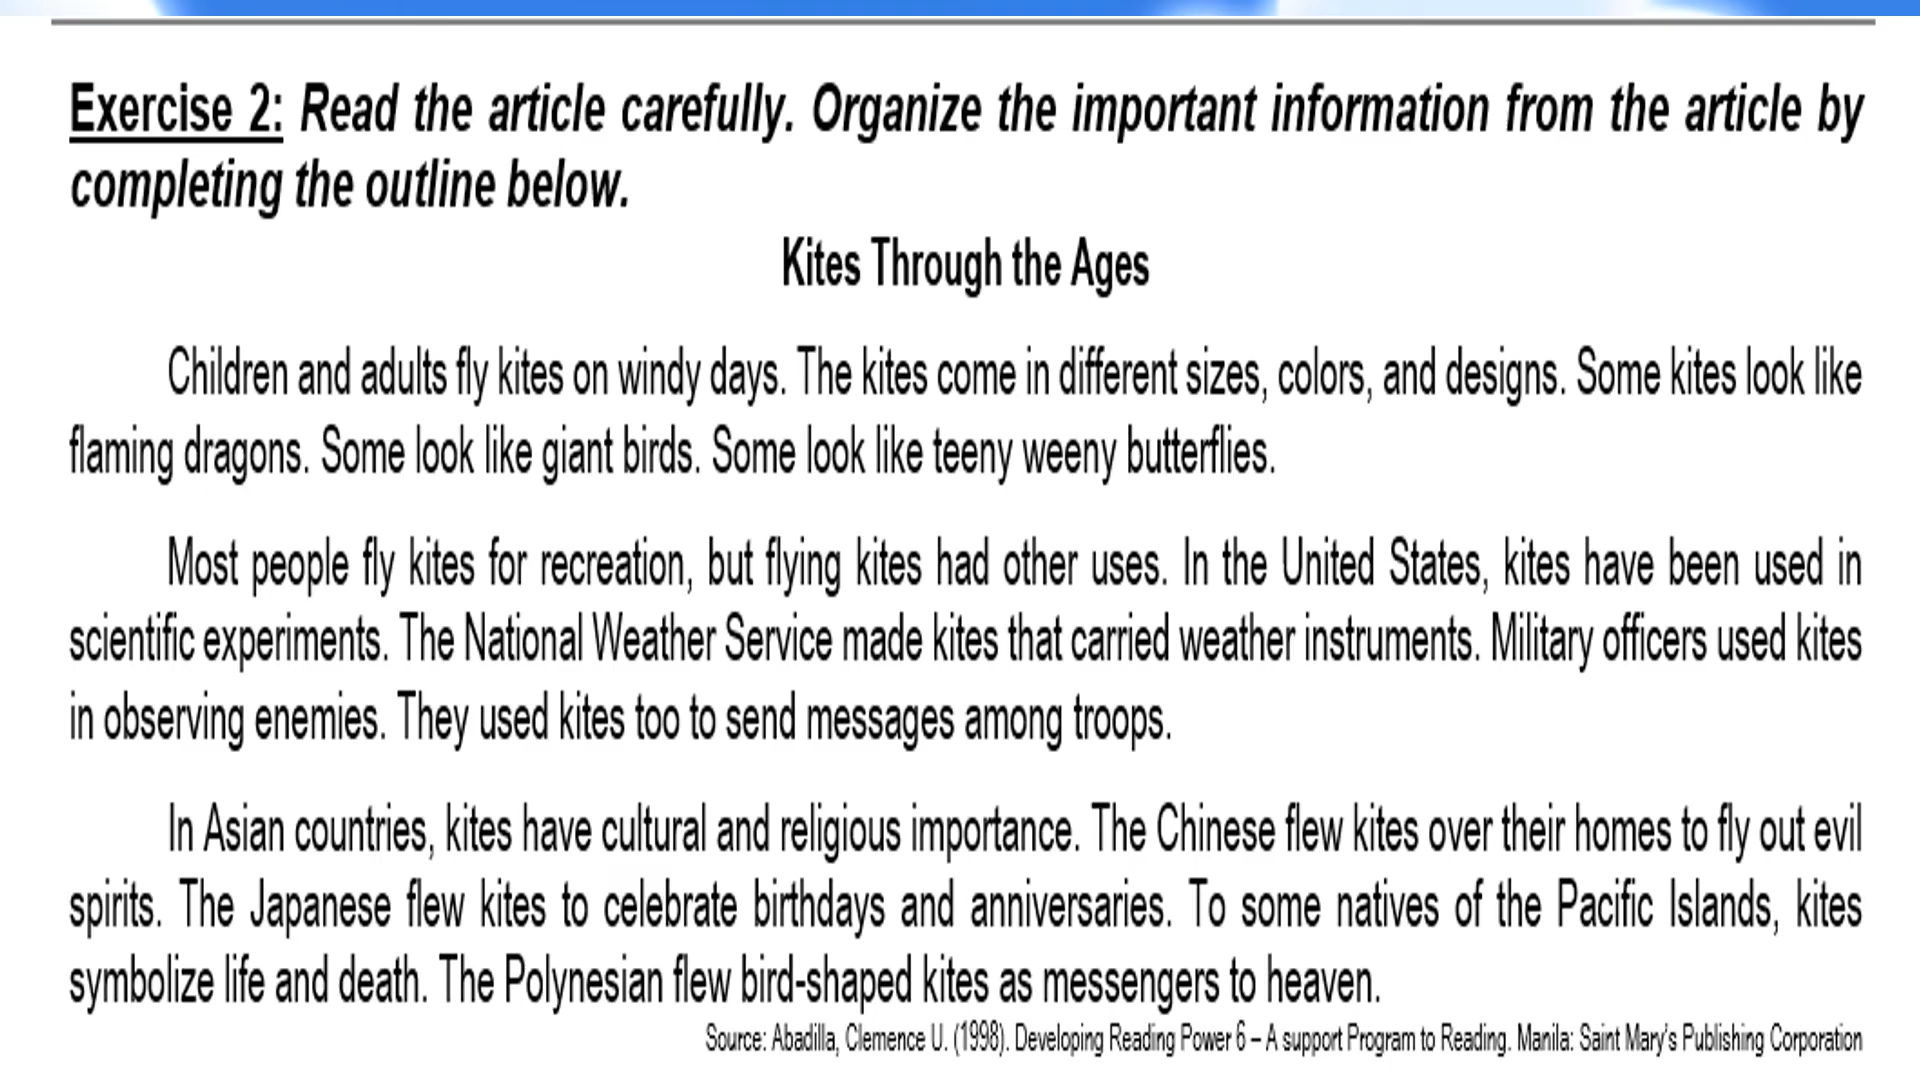 Exercise 2: Read the article carefully. Organize the important information from the article by
completing the outline below.
Kites Through the Ages
Children and adults fly kites on windy days. The kites come in different sizes, colors, and designs. Some kites look like
flaming dragons. Some look like giant birds. Some look like teeny weeny butterflies.
Most people fly kites for recreation, but flying kites had other uses. In the United States, kites have been used in
scientific experiments. The National Weather Service made kites that carried weather instruments. Military officers used kites
in observing enemies. They used kites too to send messages among troops.
In Asian countries, kites have cultural and religious importance. The Chinese flew kites over their homes to fly out evil
spirits. The Japanese flew kites to celebrate birthdays and anniversaries. To some natives of the Pacific Islands, kites
symbolize life and death. The Polynesian flew bird-shaped kites as messengers to heaven.
Source: Abadilla, Clemence U. (1998). Developing Reading Power 6 – A support Program to Reading. Manila: Saint Mary's Publishing Corporation